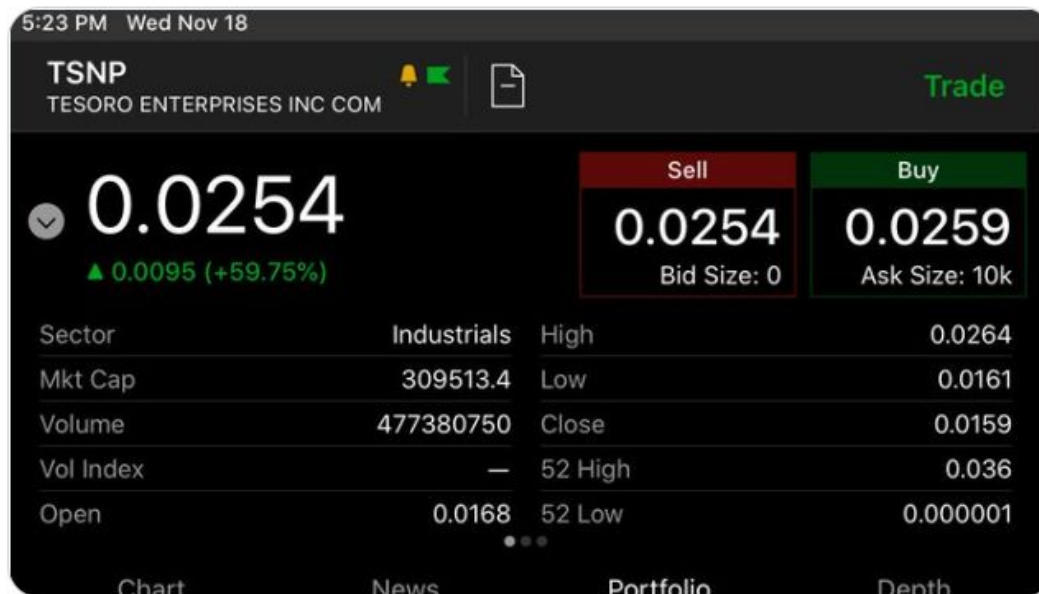 5:23 PM Wed Nov 18
TSNP
TESORO ENTERPRISES INC COM
Trade
0.0254
▲ 0.0095 (+59.75%)
Sell
0.0254
Bid Size: 0
Buy
0.0259
Ask Size: 10k
Sector Industrials
Mkt Cap 309513.4
Volume 477380750
Vol Index —
Open 0.0168
High 0.0264
Low 0.0161
Close 0.0159
52 High 0.036
52 Low 0.000001
Chart News Portfolio Depth